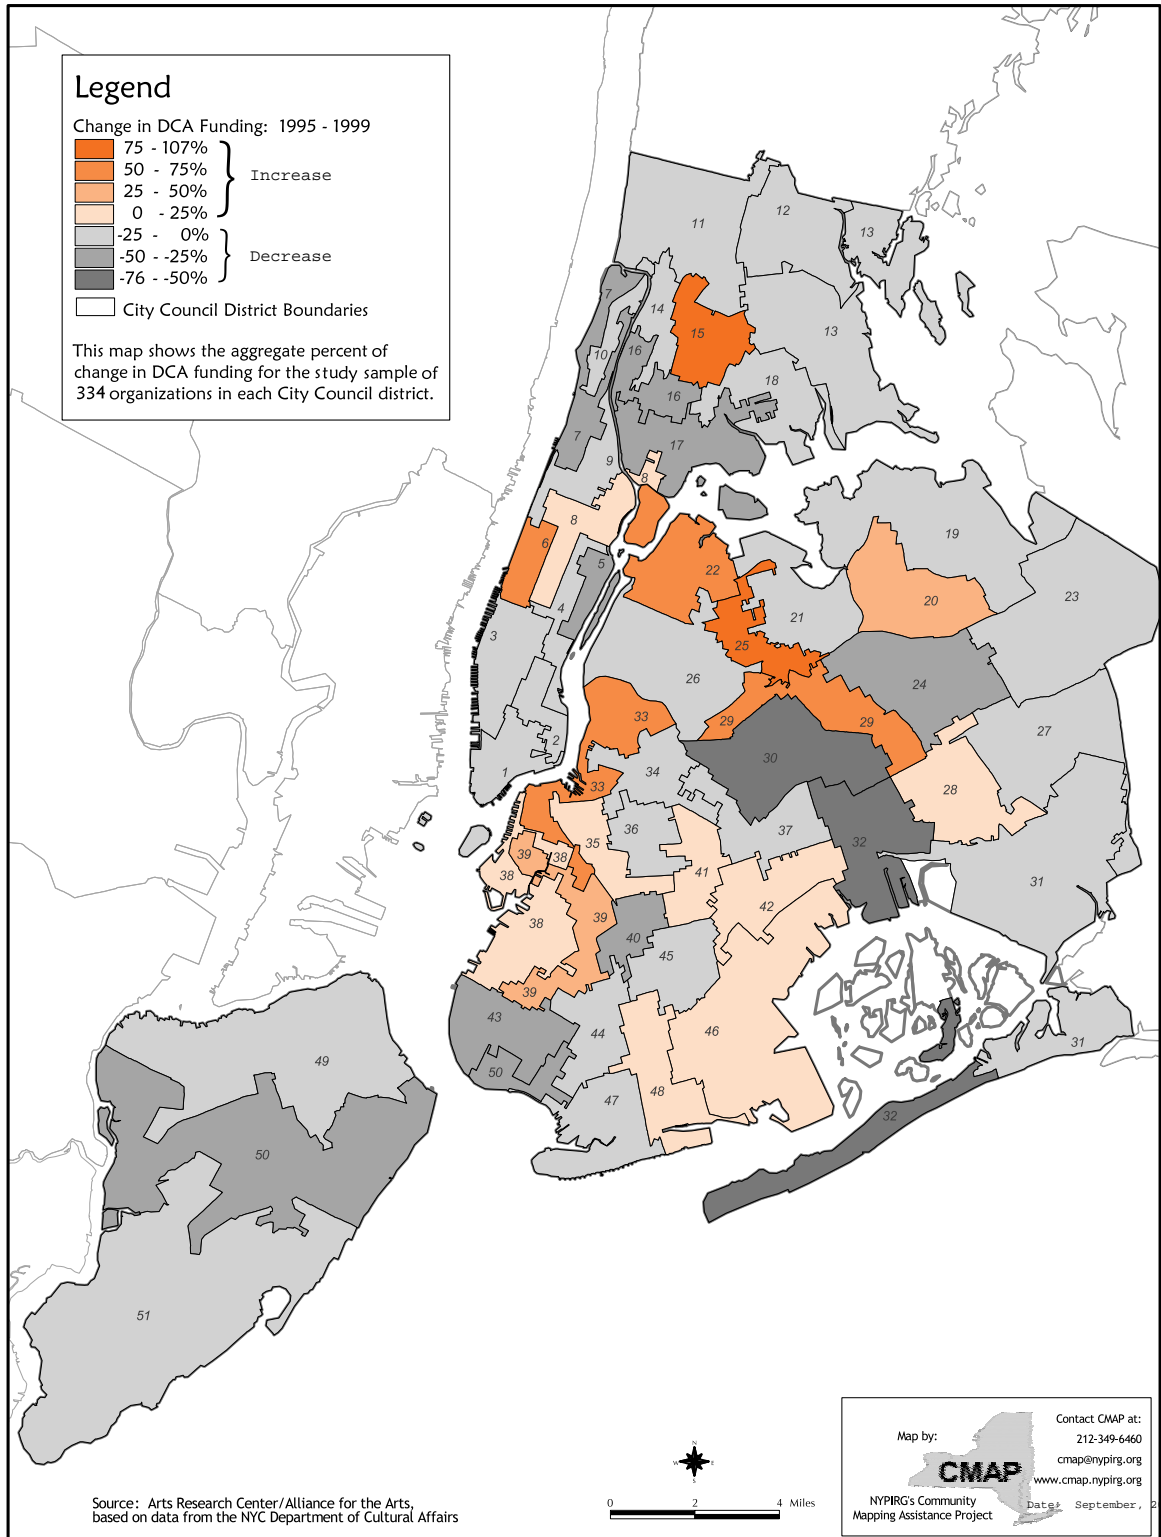 Legend
Change in DCA Funding: 1995 - 1999
75 - 107%
50 - 75%
Increase
25 - 50%
0 - 25%
-25 - 0%
-50 - -25%
Decrease
-76 - -50%
City Council District Boundaries
This map shows the aggregate percent of
change in DCA funding for the study sample of
334 organizations in each City Council district.
11
12
13
7
14
15
13
10
16
18
16
7
17
9
8
8
6
5
22
19
20
23
4
21
3
25
26
24
33
29
29
27
2
30
1
34
33
28
36
37
35
32
39
38
41
38
31
42
39
38
40
45
39
43
44
46
31
49
50
48
47
32
50
51
N
W
E
S
0 2 4 Miles
Source: Arts Research Center/Alliance for the Arts,
based on data from the NYC Department of Cultural Affairs
Map by:
CMAP
NYPIRG's Community
Mapping Assistance Project
Contact CMAP at:
212-349-6460
cmap@nypirg.org
www.cmap.nypirg.org
Date: September,